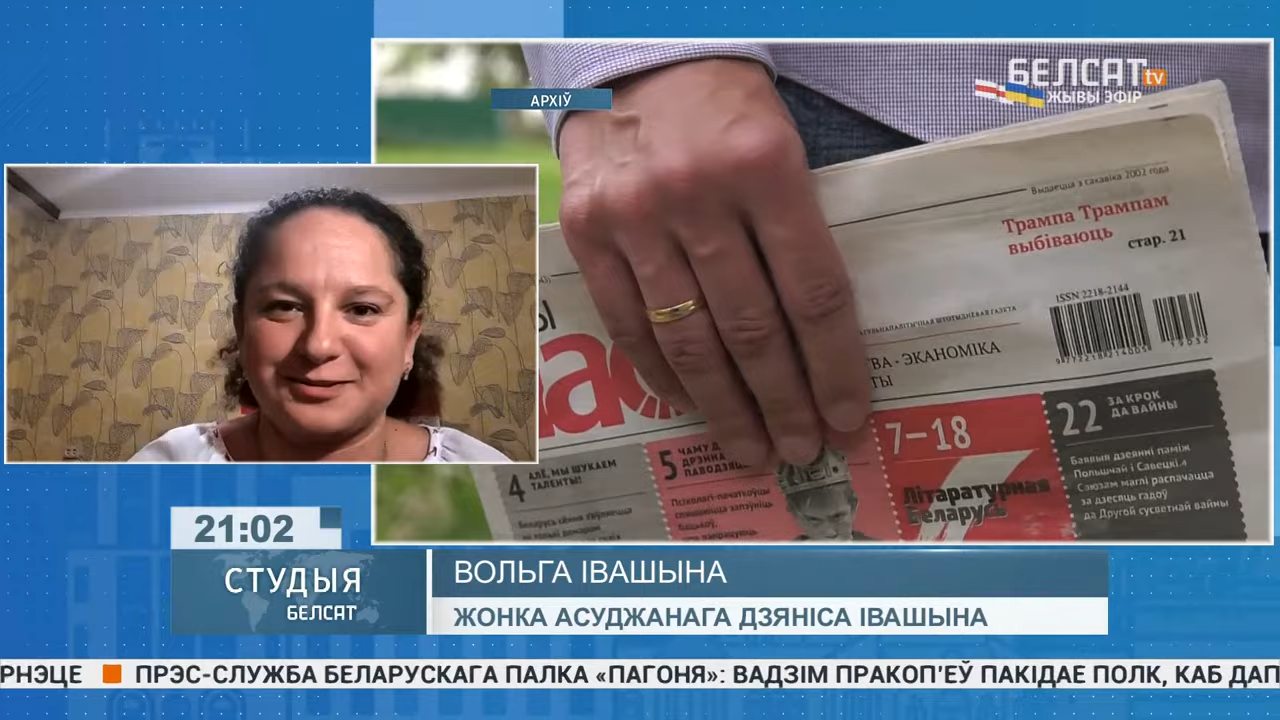 БЕЛСАТ tv
ЖЫВЫ ЭФІР
АРХІЎ
Выдаецца з сакавіка 2002 года
Трампа Трампам
выбіваюць
стар. 21
ISSN 2218-2144
9772218214005
19032
- ЭКАНОМІКА
4
АЛЕ, МЫ ШУКАЕМ
ТАЛЕНТЫ!
5
7–18
Літаратурная
Беларусь
22
ЗА КРОК
ДА ВАЙНЫ
Баявыя дзеянні паміж
Польшчай і Савецкім
Саюзам маглі распачацца
за дзесяць гадоў
да Другой сусветнай вайны
21:02
СТУДЫЯ
БЕЛСАТ
ВОЛЬГА ІВАШЫНА
ЖОНКА АСУДЖАНАГА ДЗЯНІСА ІВАШЫНА
РНЭЦЕ ПРЭС-СЛУЖБА БЕЛАРУСКАГА ПАЛКА «ПАГОНЯ»: ВАДЗІМ ПРАКОП'ЕЎ ПАКІДАЕ ПОЛК, КАБ ДАП